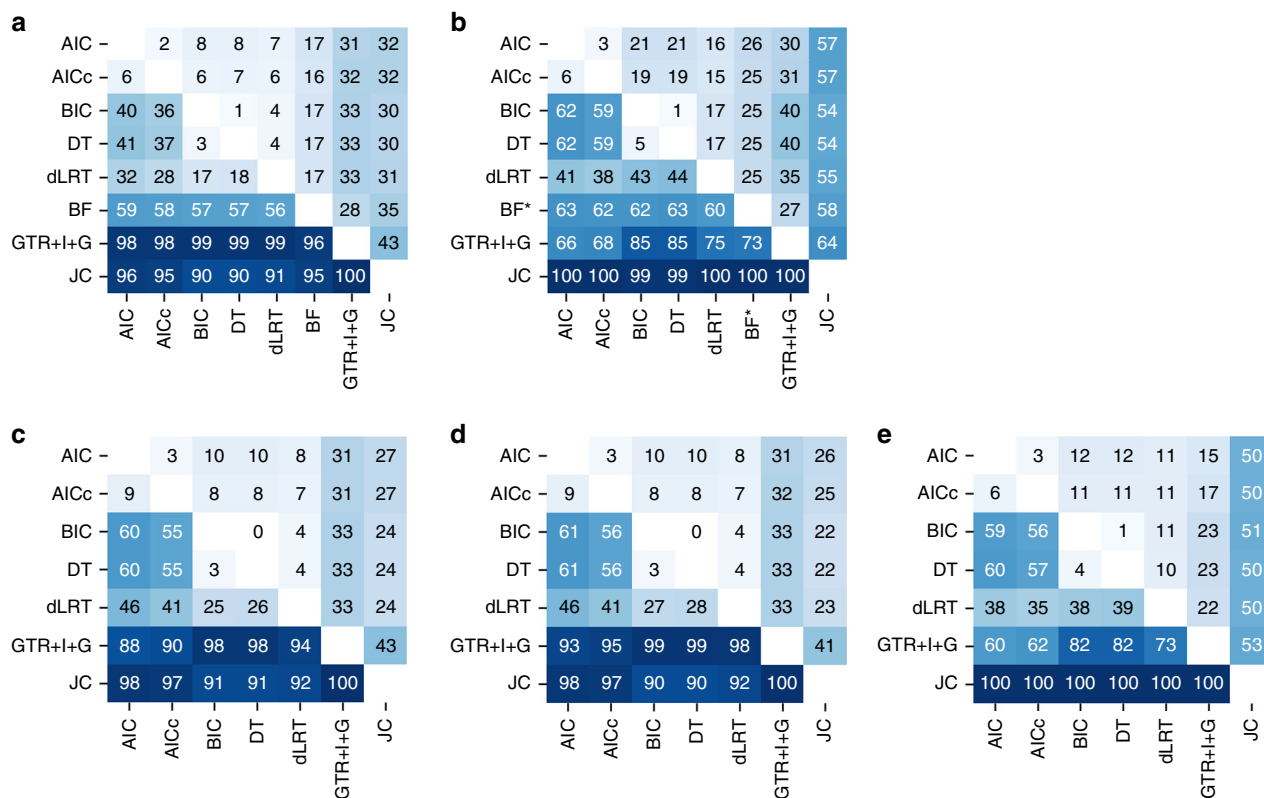 a
AIC 2 8 8 7 17 31 32
AICc 6 6 7 6 16 32 32
BIC 40 36 1 4 17 33 30
DT 41 37 3 4 17 33 30
dLRT 32 28 17 18 17 33 31
BF 59 58 57 57 56 28 35
GTR+I+G 98 98 99 99 99 96 43
JC 96 95 90 90 91 95 100
AIC AICc BIC DT dLRT BF GTR+I+G JC
b
AIC 3 21 21 16 26 30 57
AICc 6 19 19 15 25 31 57
BIC 62 59 1 17 25 40 54
DT 62 59 5 17 25 40 54
dLRT 41 38 43 44 25 35 55
BF* 63 62 62 63 60 27 58
GTR+I+G 66 68 85 85 75 73 64
JC 100 100 99 99 100 100 100
AIC AICc BIC DT dLRT BF* GTR+I+G JC
c
AIC 3 10 10 8 31 27
AICc 9 8 8 7 31 27
BIC 60 55 0 4 33 24
DT 60 55 3 4 33 24
dLRT 46 41 25 26 33 24
GTR+I+G 88 90 98 98 94 43
JC 98 97 91 91 92 100
AIC AICc BIC DT dLRT GTR+I+G JC
d
AIC 3 10 10 8 31 26
AICc 9 8 8 7 32 25
BIC 61 56 0 4 33 22
DT 61 56 3 4 33 22
dLRT 46 41 27 28 33 23
GTR+I+G 93 95 99 99 98 41
JC 98 97 90 90 92 100
AIC AICc BIC DT dLRT GTR+I+G JC
e
AIC 3 12 12 11 15 50
AICc 6 11 11 11 17 50
BIC 59 56 1 11 23 51
DT 60 57 4 10 23 50
dLRT 38 35 38 39 22 50
GTR+I+G 60 62 82 82 73 53
JC 100 100 100 100 100 100
AIC AICc BIC DT dLRT GTR+I+G JC